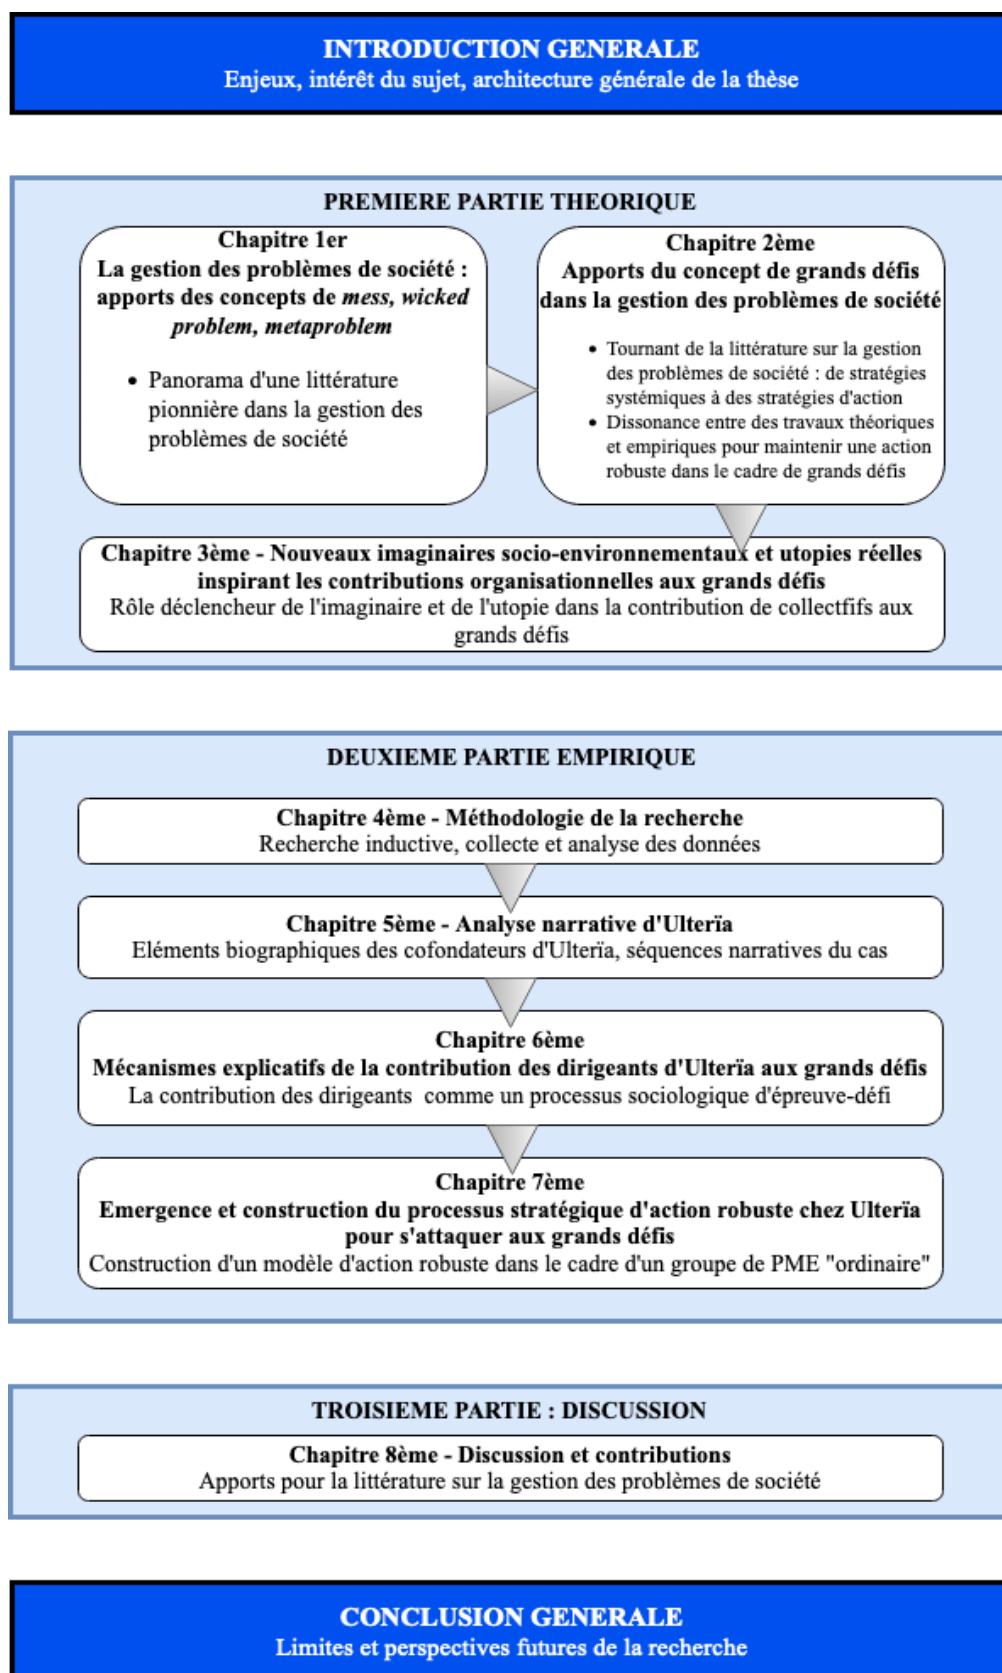 INTRODUCTION GENERALE
Enjeux, intérêt du sujet, architecture générale de la thèse
PREMIERE PARTIE THEORIQUE
Chapitre 1er
La gestion des problèmes de société :
apports des concepts de mess, wicked
problem, metaproblem
• Panorama d'une littérature
pionnière dans la gestion des
problèmes de société
Chapitre 2ème
Apports du concept de grands défis
dans la gestion des problèmes de société
• Tournant de la littérature sur la gestion
des problèmes de société : de stratégies
systémiques à des stratégies d'action
• Dissonance entre des travaux théoriques
et empiriques pour maintenir une action
robuste dans le cadre de grands défis
Chapitre 3ème - Nouveaux imaginaires socio-environnementaux et utopies réelles
inspirant les contributions organisationnelles aux grands défis
Rôle déclencheur de l'imaginaire et de l'utopie dans la contribution de collectfifs aux
grands défis
DEUXIEME PARTIE EMPIRIQUE
Chapitre 4ème - Méthodologie de la recherche
Recherche inductive, collecte et analyse des données
Chapitre 5ème - Analyse narrative d'Ulterïa
Eléments biographiques des cofondateurs d'Ulterïa, séquences narratives du cas
Chapitre 6ème
Mécanismes explicatifs de la contribution des dirigeants d'Ulterïa aux grands défis
La contribution des dirigeants comme un processus sociologique d'épreuve-défi
Chapitre 7ème
Emergence et construction du processus stratégique d'action robuste chez Ulterïa
pour s'attaquer aux grands défis
Construction d'un modèle d'action robuste dans le cadre d'un groupe de PME "ordinaire"
TROISIEME PARTIE : DISCUSSION
Chapitre 8ème - Discussion et contributions
Apports pour la littérature sur la gestion des problèmes de société
CONCLUSION GENERALE
Limites et perspectives futures de la recherche